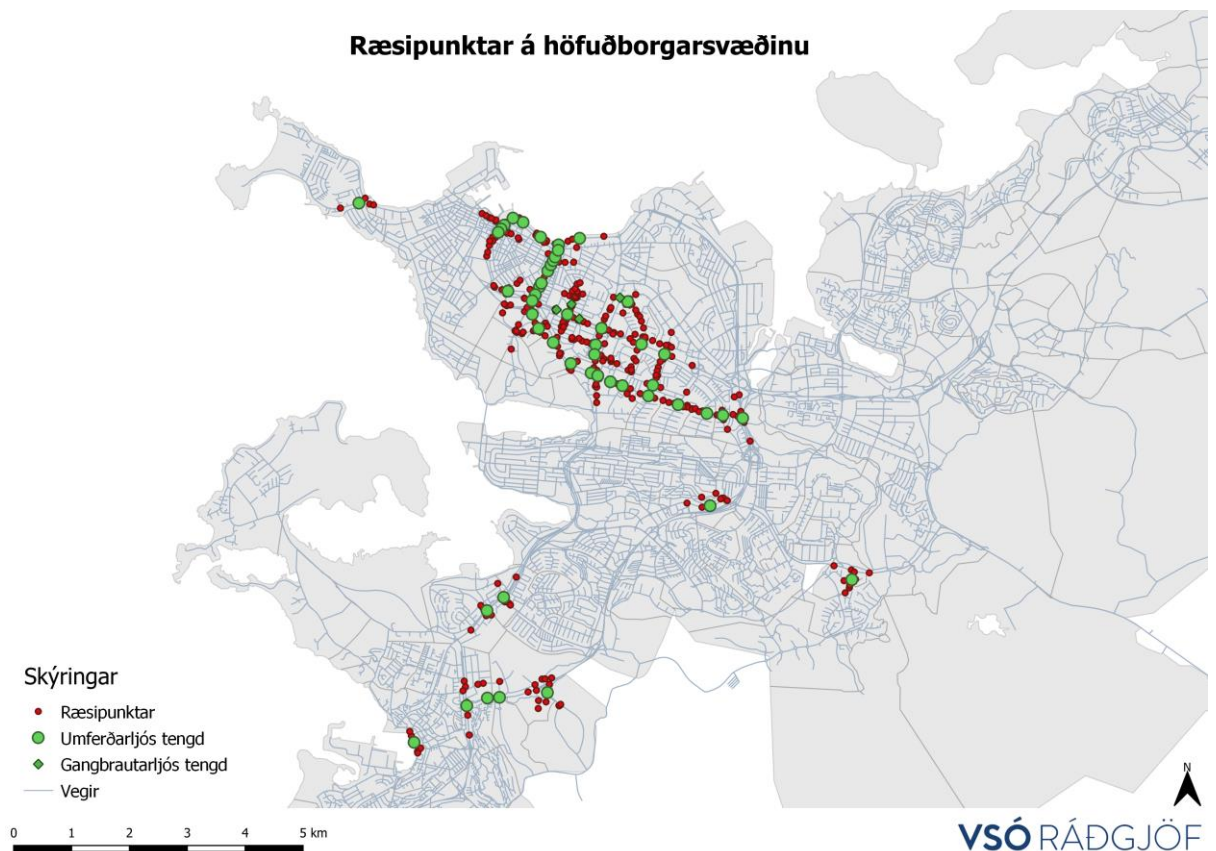 Ræsipunktar á höfuðborgarsvæðinu
Skýringar
Ræsipunktar
Umferðarljós tengd
Gangbrautarljós tengd
Vegir
0 1 2 3 4 5 km
N
VSÓ RÁÐGJÖF